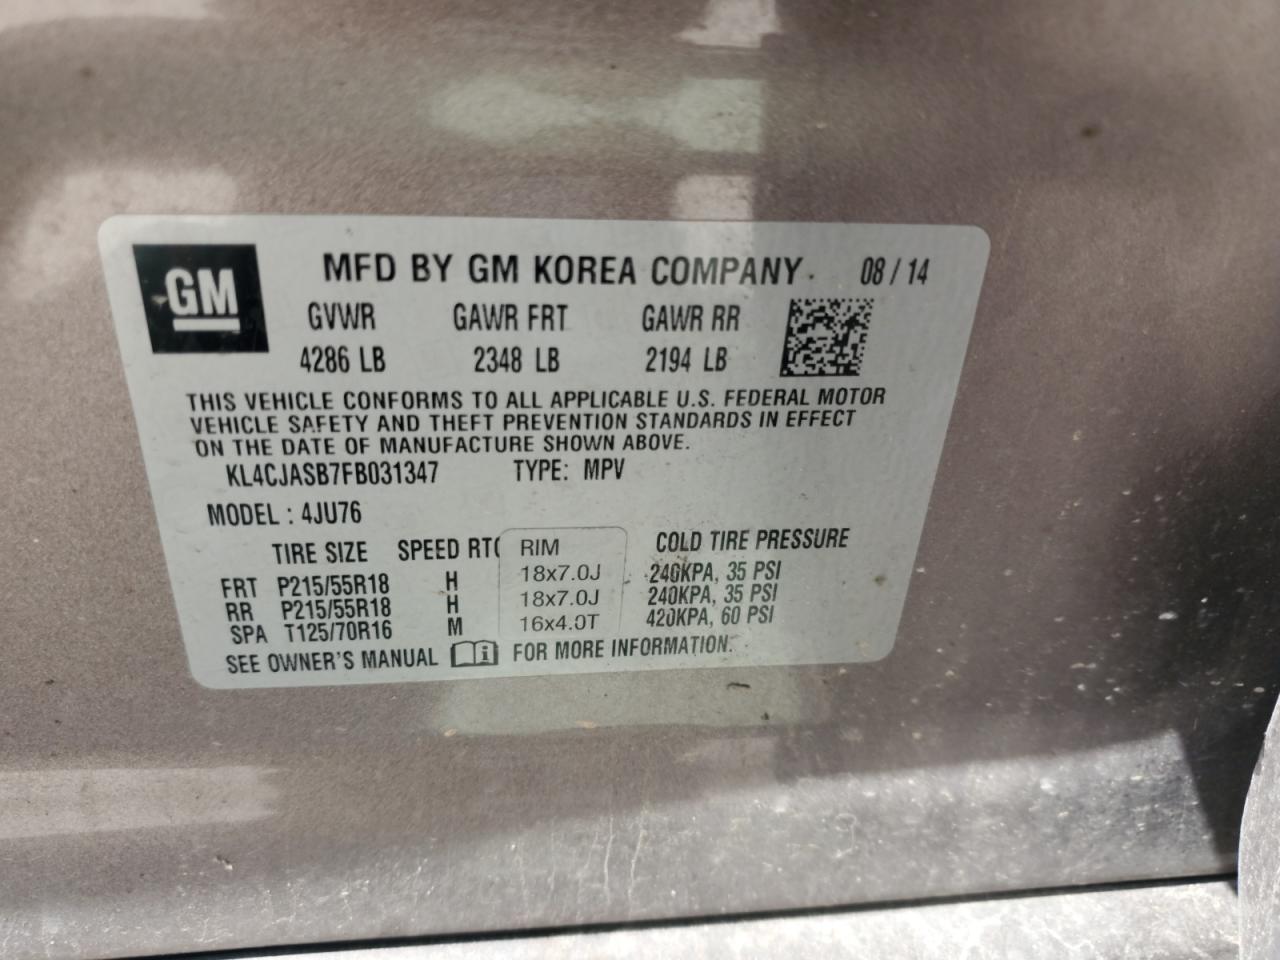 GM
MFD BY GM KOREA COMPANY. 08 / 14
GVWR GAWR FRT GAWR RR
4286 LB 2348 LB 2194 LB
THIS VEHICLE CONFORMS TO ALL APPLICABLE U.S. FEDERAL MOTOR
VEHICLE SAFETY AND THEFT PREVENTION STANDARDS IN EFFECT
ON THE DATE OF MANUFACTURE SHOWN ABOVE.
KL4CJASB7FB031347 TYPE: MPV
MODEL : 4JU76
TIRE SIZE SPEED RTG RIM COLD TIRE PRESSURE
FRT P215/55R18 H 18x7.0J 240KPA, 35 PSI
RR P215/55R18 H 18x7.0J 240KPA, 35 PSI
SPA T125/70R16 M 16x4.0T 420KPA, 60 PSI
SEE OWNER'S MANUAL i FOR MORE INFORMATION.